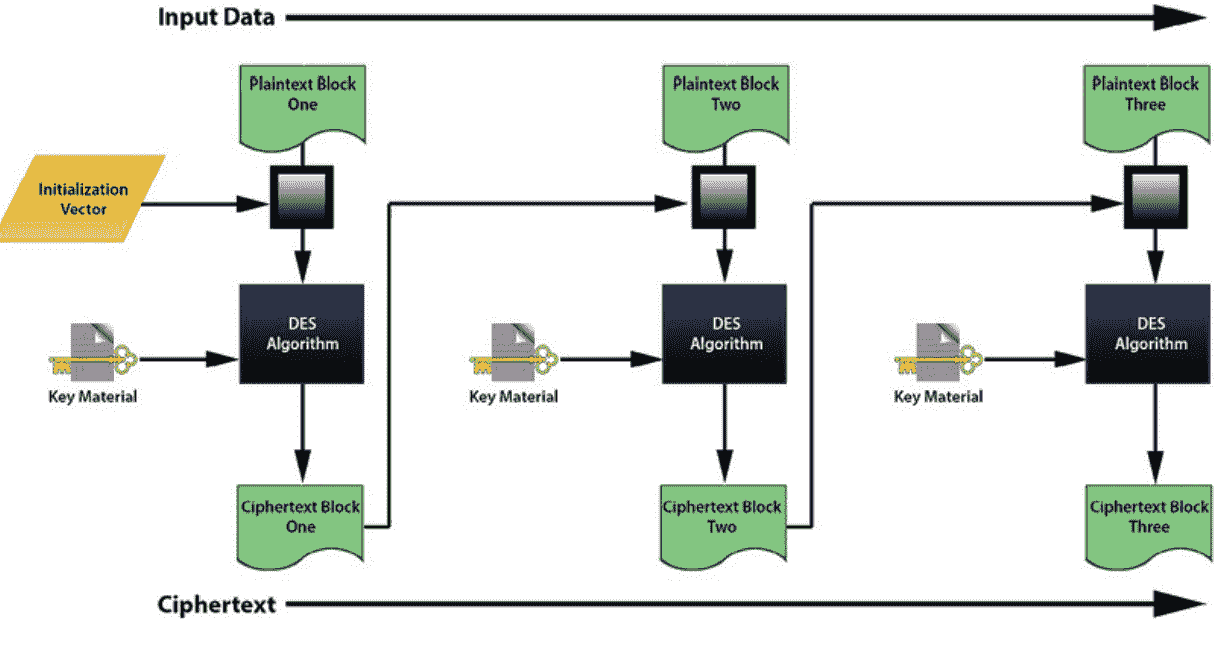 Input Data
Plaintext Block
One
Plaintext Block
Two
Plaintext Block
Three
Initialization
Vector
DES
Algorithm
DES
Algorithm
DES
Algorithm
Key Material
Key Material
Key Material
Ciphertext Block
One
Ciphertext Block
Two
Ciphertext Block
Three
Ciphertext